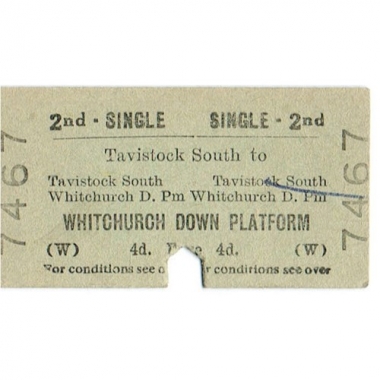 2nd - SINGLE SINGLE - 2nd
Tavistock South to
Tavistock South Tavistock South
Whitchurch D. Pm Whitchurch D. Pm
WHITCHURCH DOWN PLATFORM
(W) 4d. 4d. (W)
For conditions see conditions see over
7467
7467